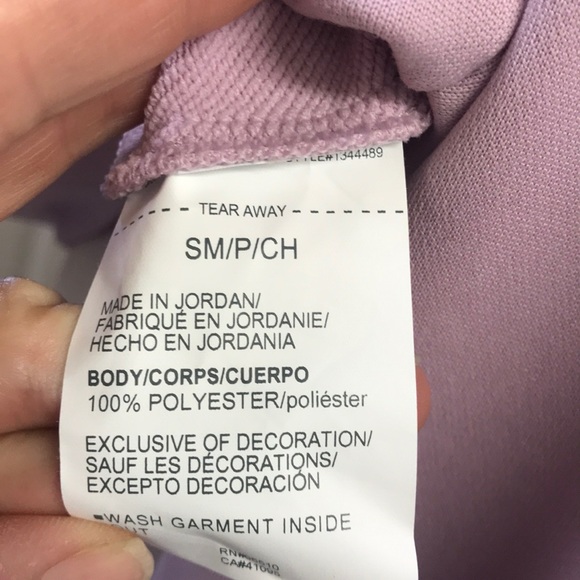 #1344489
TEAR AWAY
SM/P/CH
MADE IN JORDAN/
FABRIQUÉ EN JORDANIE/
HECHO EN JORDANIA
BODY/CORPS/CUERPO
100% POLYESTER/poliéster
EXCLUSIVE OF DECORATION/
SAUF LES DÉCORATIONS/
EXCEPTO DECORACIÓN
WASH GARMENT INSIDE